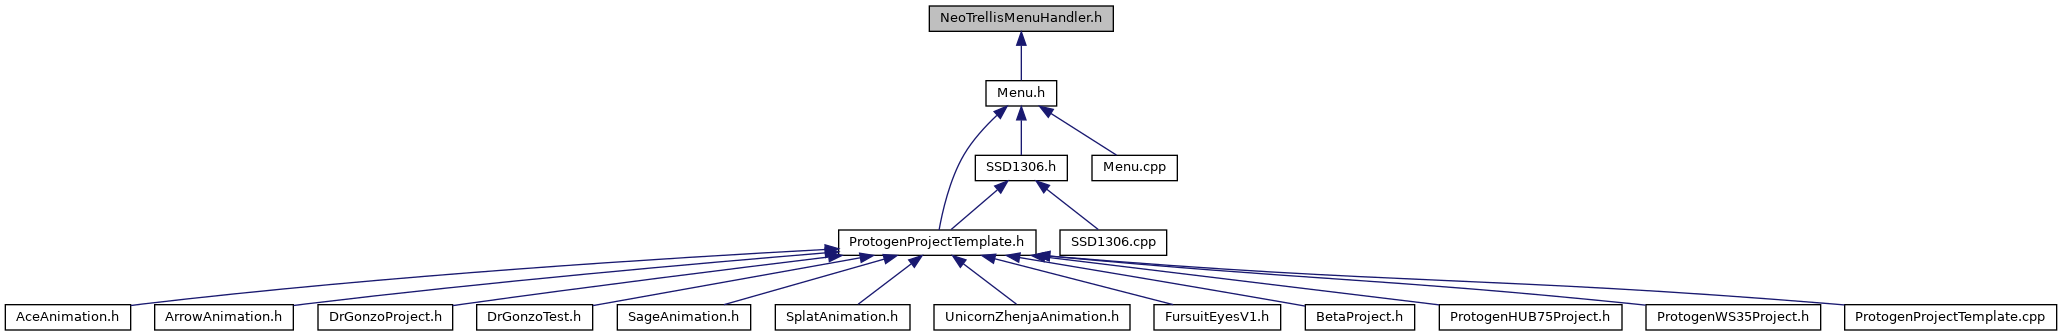 NeoTrellisMenuHandler.h
Menu.h
SSD1306.h
Menu.cpp
ProtogenProjectTemplate.h
SSD1306.cpp
AceAnimation.h
ArrowAnimation.h
DrGonzoProject.h
DrGonzoTest.h
SageAnimation.h
SplatAnimation.h
UnicornZhenjaAnimation.h
FursuitEyesV1.h
BetaProject.h
ProtogenHUB75Project.h
ProtogenWS35Project.h
ProtogenProjectTemplate.cpp